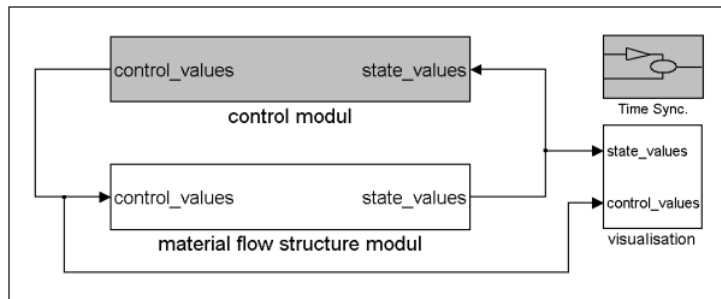 control_values state_values
control modul
Time Sync.
state_values
control_values
visualisation
control_values state_values
material flow structure modul